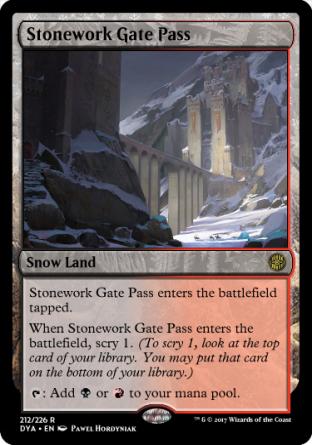 Stonework Gate Pass
Snow Land
Stonework Gate Pass enters the battlefield
tapped.
When Stonework Gate Pass enters the
battlefield, scry 1. (To scry 1, look at the top
card of your library. You may put that
card on the bottom of your library.)
: Add or to your mana pool.
212/226 R
DYA • EN Pawel Hordyniak
™ & © 2017 Wizards of the Coast